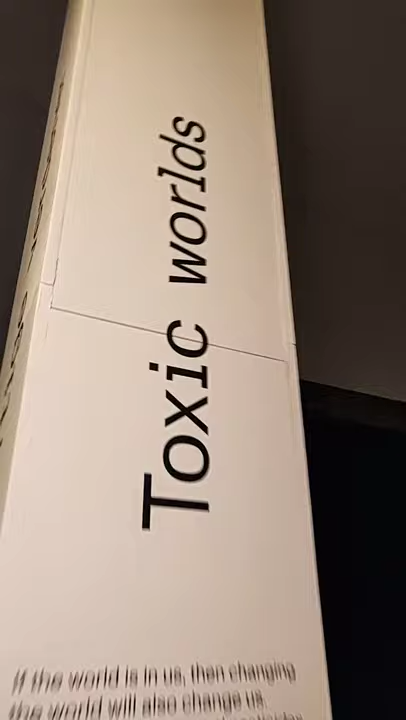 Toxic worlds
If the world is in us, then changing
the world will also change us.